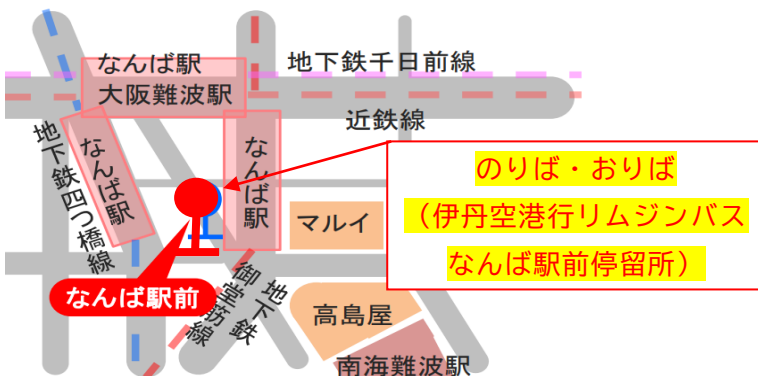 なんば駅
大阪難波駅
地下鉄千日前線
近鉄線
なんば駅
地下鉄四つ橋線
なんば駅
マルイ
のりば・おりば
（伊丹空港行リムジンバス
なんば駅前停留所）
なんば駅前
地下鉄
御堂筋線
高島屋
南海難波駅